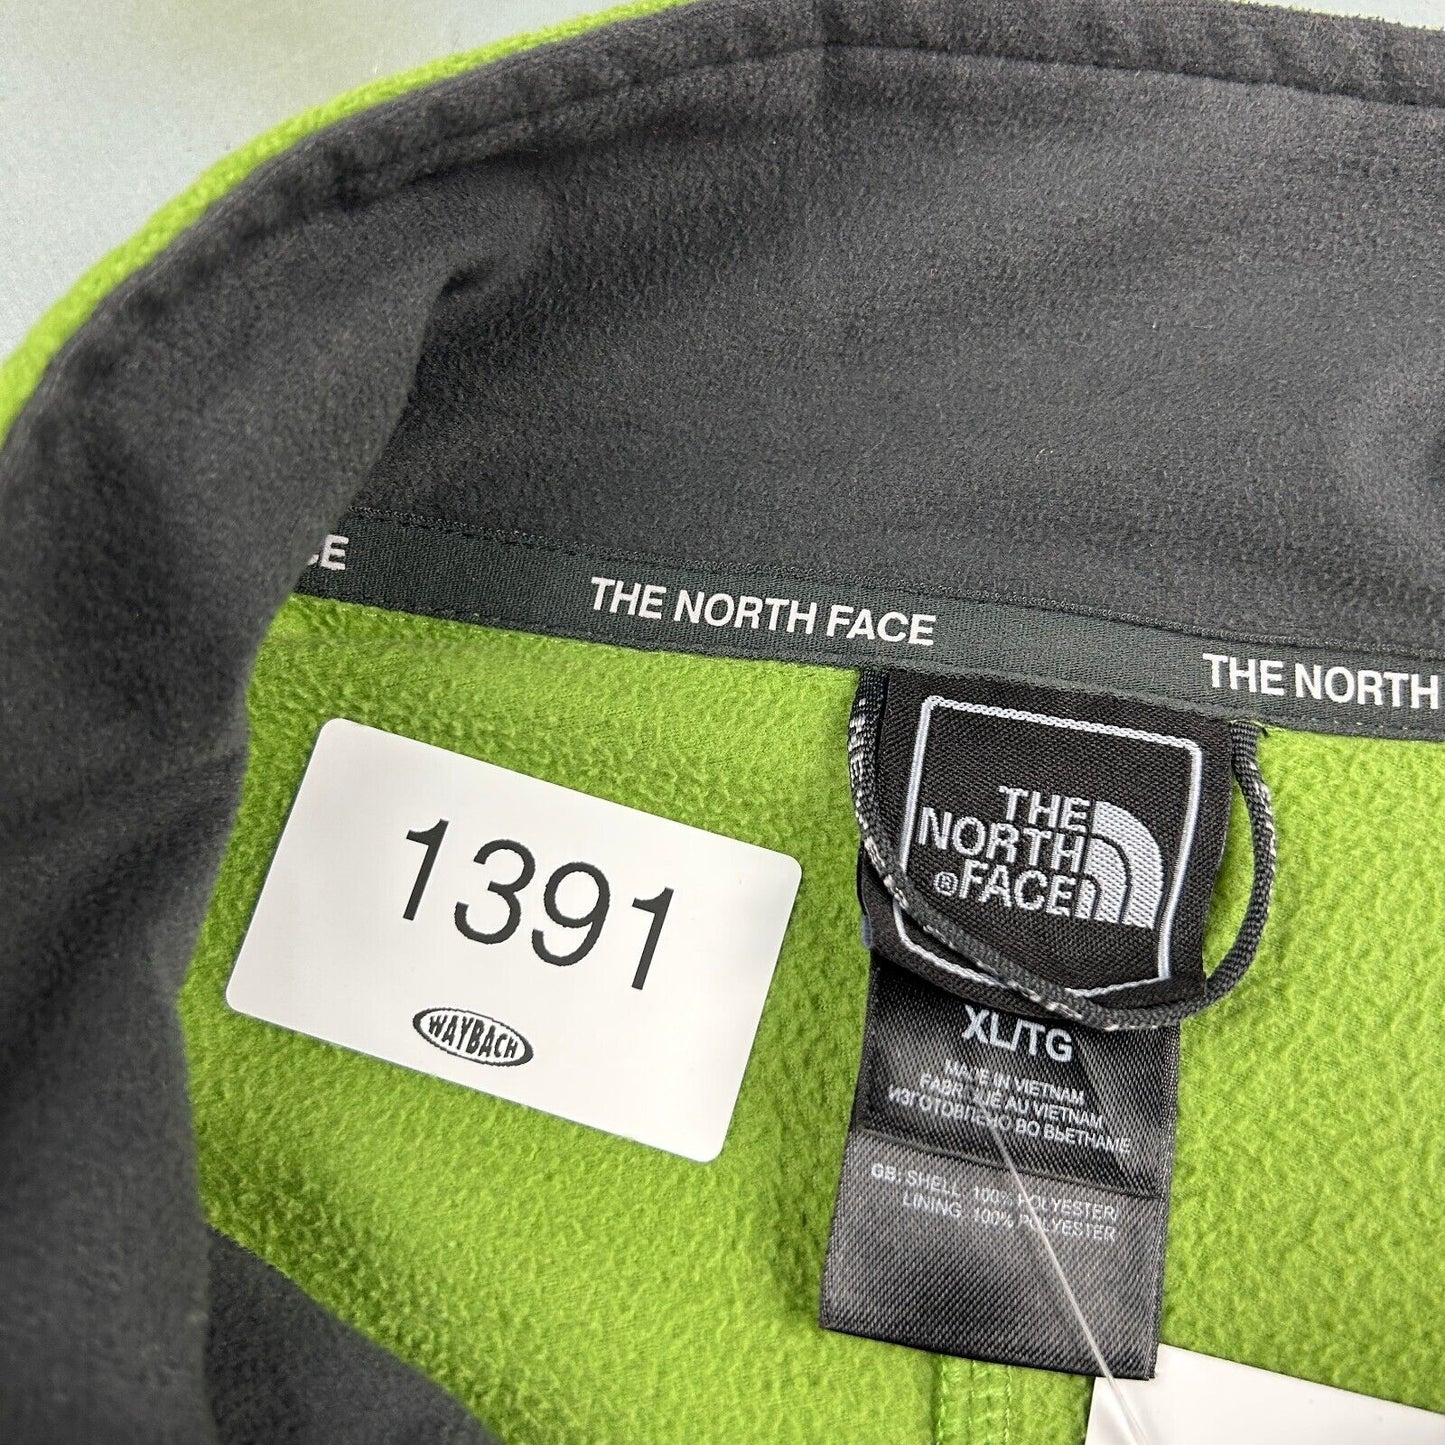 THE NORTH FACE
THE NORTH
1391
WAYBACH
THE
NORTH
®FACE
XL/TG
MADE IN VIETNAM
FABRIQUE AU VIETNAM
ИЗГОТОВЛЕНО ВО ВЬЕТНАМЕ
GB: SHELL 100% POLYESTER/
LINING 100% POLYESTER